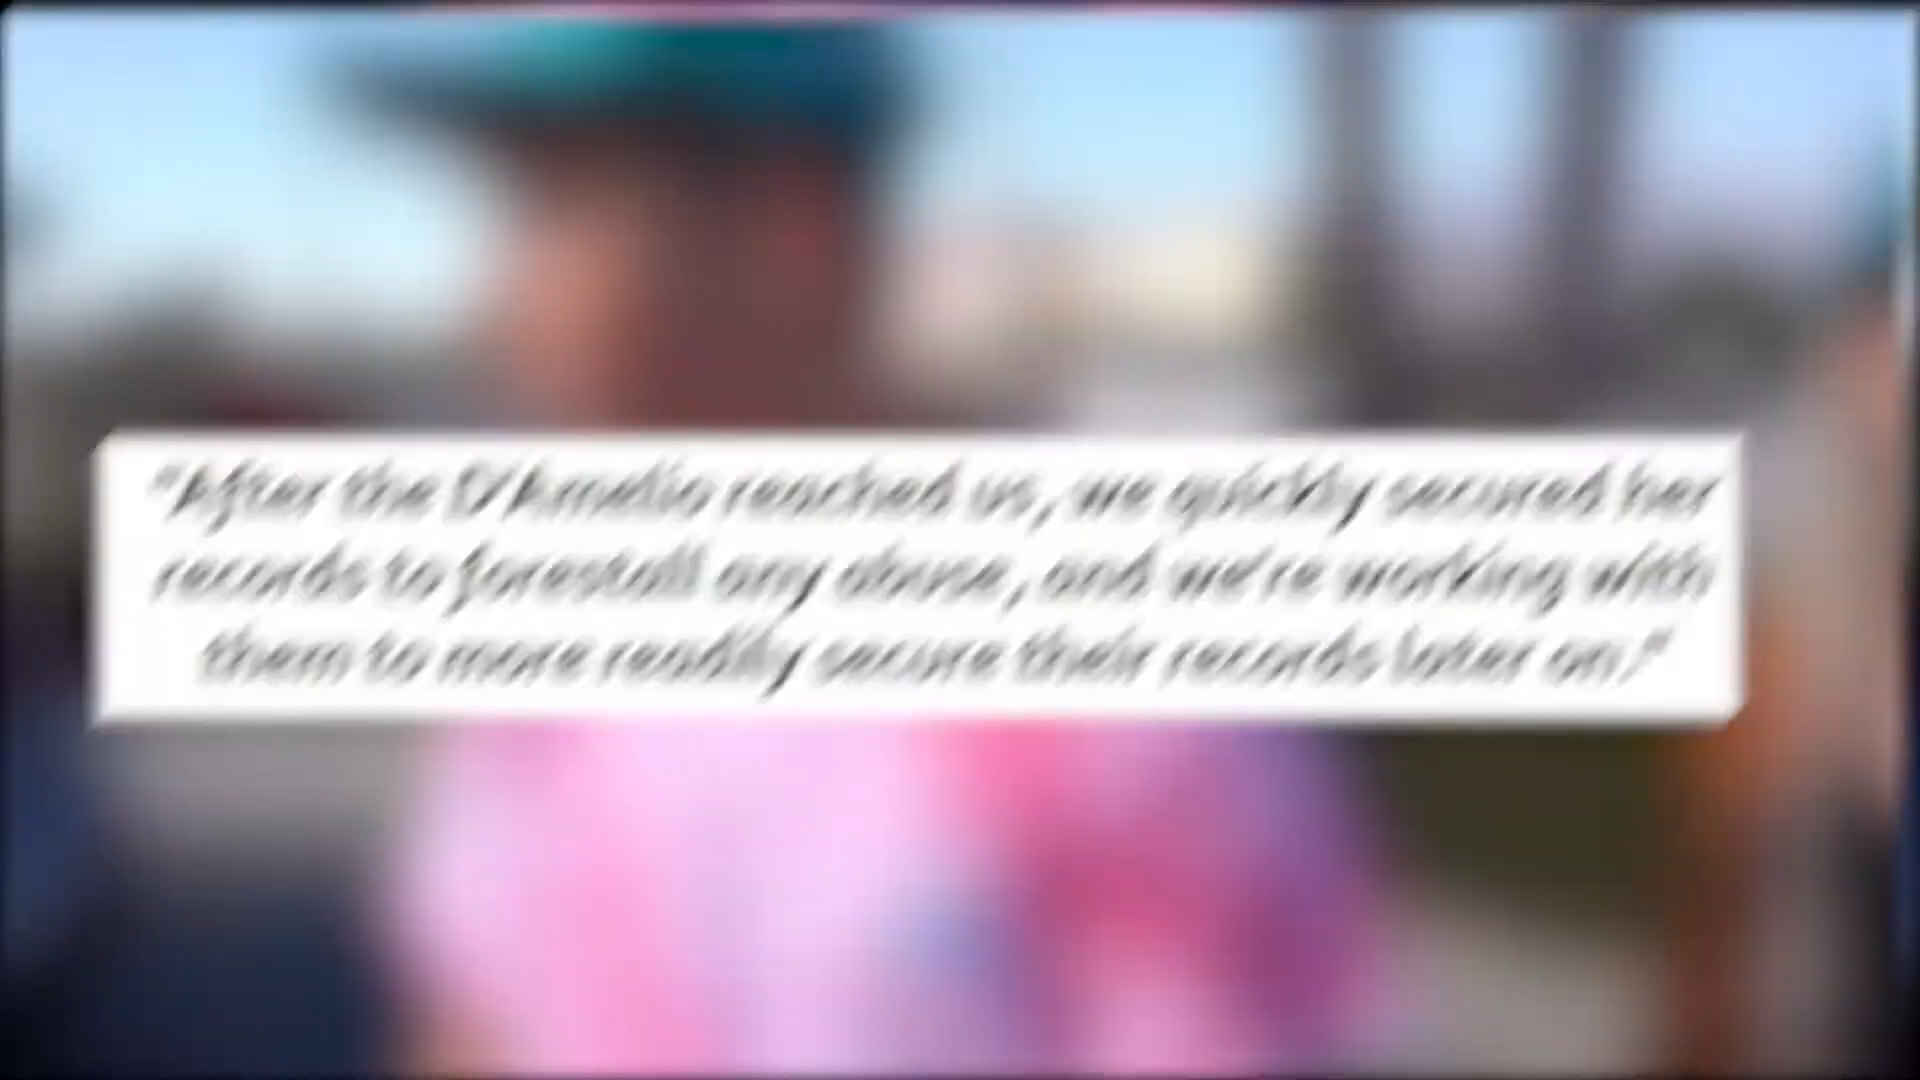 "After the D'Amelio reached us, we quickly secured her
records to forestall any abuse, and we're working with
them to more readily secure their records later on."